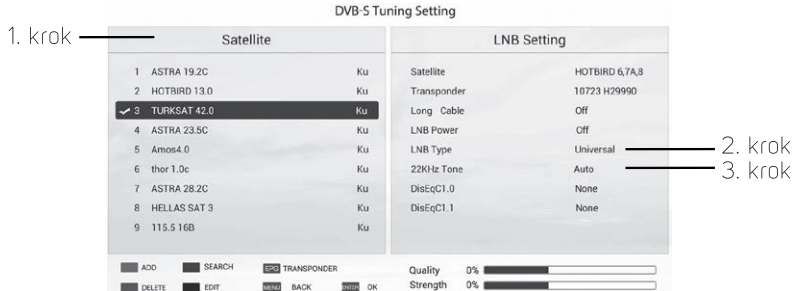 DVB-S Tuning Setting
1. krok
Satellite
1 ASTRA 19.2C Ku
2 HOTBIRD 13.0 Ku
3 TURKSAT 42.0 Ku
4 ASTRA 23.5C Ku
5 Amos4.0 Ku
6 thor 1.0c Ku
7 ASTRA 28.2C Ku
8 HELLAS SAT 3 Ku
9 115.5 16B Ku
LNB Setting
Satellite HOTBIRD 6,7A,8
Transponder 10723 H29990
Long Cable Off
LNB Power Off
LNB Type Universal
22KHz Tone Auto
DisEqC1.0 None
DisEqC1.1 None
2. krok
3. krok
ADD SEARCH EPG TRANSPONDER
DELETE EDIT MENU BACK ENTER OK
Quality 0%
Strength 0%